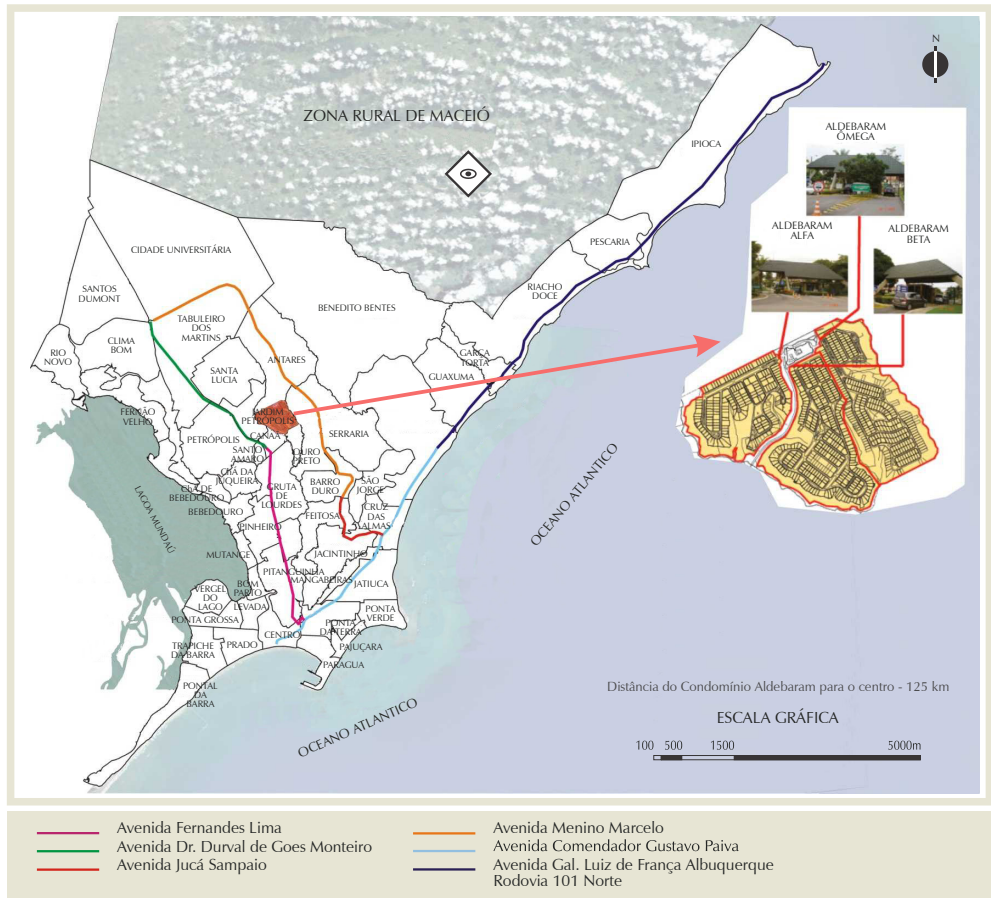 N
ZONA RURAL DE MACEIÓ
ALDEBARAM
ÔMEGA
IPIOCA
ALDEBARAM
ALFA
ALDEBARAM
BETA
PESCARIA
CIDADE UNIVERSITÁRIA
RIACHO
DOCE
SANTOS
DUMONT
BENEDITO BENTES
TABULEIRO
DOS
MARTINS
CLIMA
BOM
RIO
NOVO
ANTARES
GARÇA
TORTA
SANTA
LUCIA
GUAXUMA
FERNÃO
VELHO
JARDIM
PETRÓPOLIS
PETRÓPOLIS
CANAÃ
SERRARIA
SANTO
AMARO
OURO
PRETO
CHÃ DA
JAQUEIRA
CHÃ DE
BEBEDOURO
GRUTA
DE
LOURDES
BARRO
DURO
SÃO
JORGE
BEBEDOURO
FEITOSA
CRUZ
DAS
ALMAS
LAGOA MUNDAÚ
OCEANO ATLANTICO
PINHEIRO
MUTANGE
JACINTINHO
PITANGUINHA
MANGABEIRAS
JATIUCA
BOM
PARTO
VERGEL
DO
LAGO
LEVADA
PONTA
VERDE
PONTA GROSSA
PONTA
DA TERRA
CENTRO
PRADO
PAJUÇARA
TRAPICHE
DA BARRA
PARAGUA
PONTAL
DA
BARRA
OCEANO ATLANTICO
Distância do Condomínio Aldebaram para o centro - 125 km
ESCALA GRÁFICA
100 500 1500 5000m
Avenida Fernandes Lima
Avenida Dr. Durval de Goes Monteiro
Avenida Jucá Sampaio
Avenida Menino Marcelo
Avenida Comendador Gustavo Paiva
Avenida Gal. Luiz de França Albuquerque
Rodovia 101 Norte